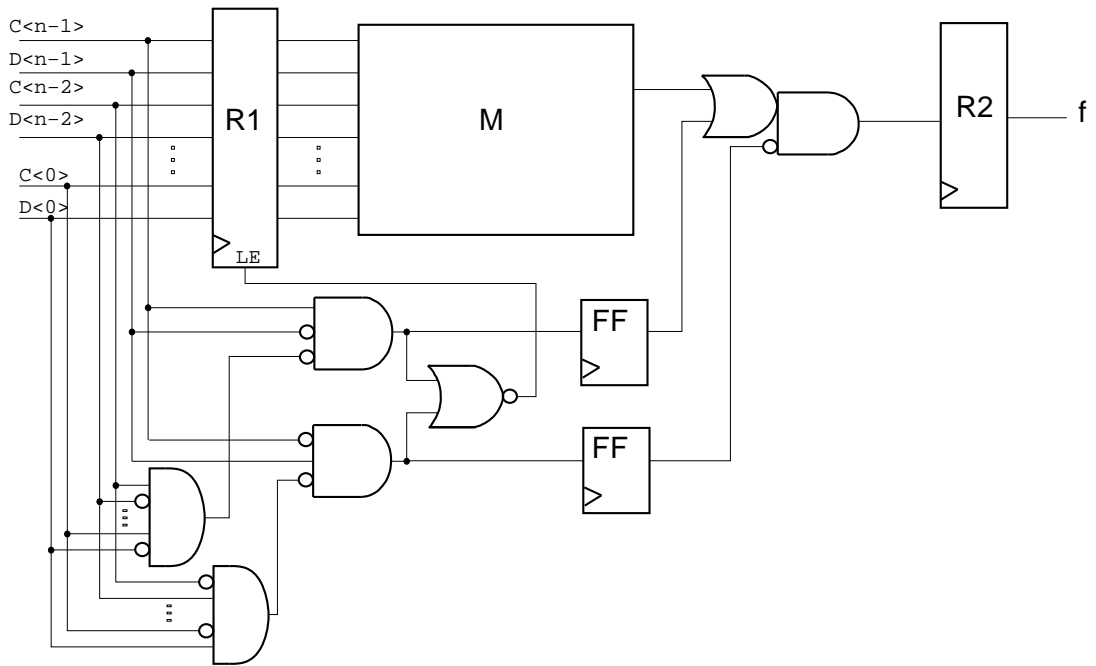 C<n-1>
D<n-1>
C<n-2>
D<n-2>
C<0>
D<0>
R1
LE
M
R2
f
FF
FF